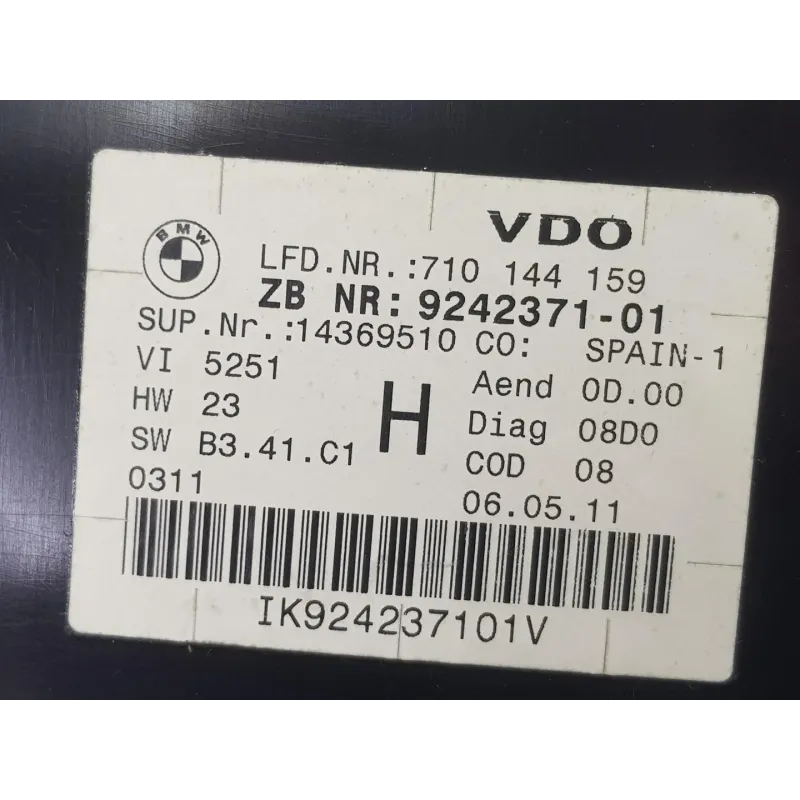 VDO
BMW
LFD.NR.:710 144 159
ZB NR: 9242371-01
SUP.Nr.:14369510 CO: SPAIN-1
VI 5251
Aend 0D.00
HW 23
H
Diag 08D0
SW B3.41.C1
COD 08
0311
06.05.11
IK924237101V